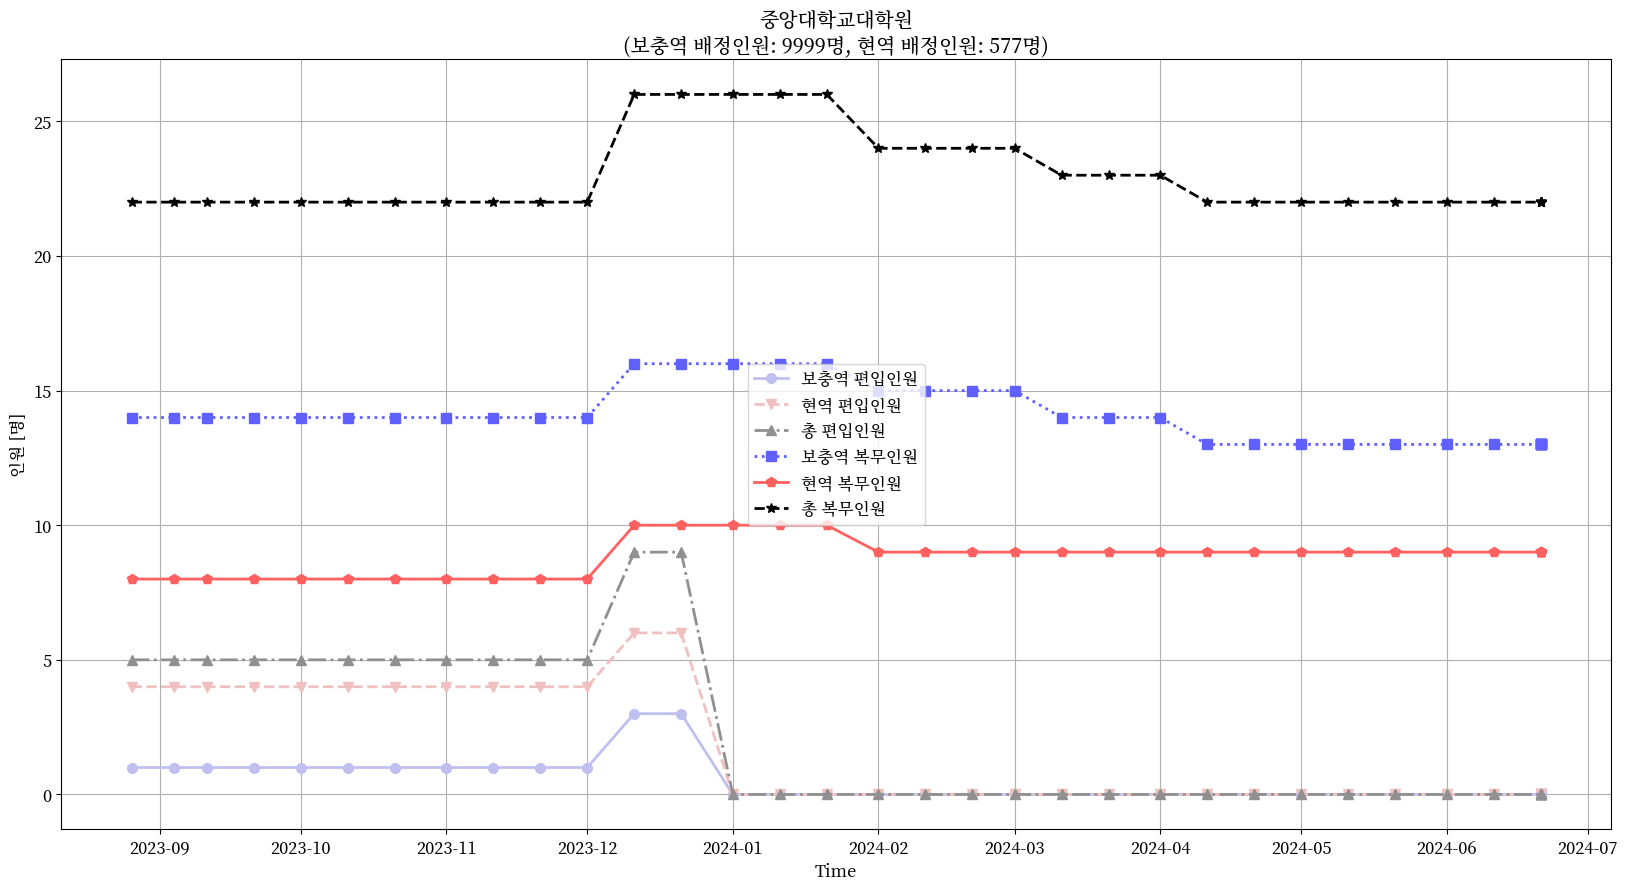 중앙대학교대학원
(보충역 배정인원: 9999명, 현역 배정인원: 577명)
인원 [명]
25
20
15
10
5
0
보충역 편입인원
현역 편입인원
총 편입인원
보충역 복무인원
현역 복무인원
총 복무인원
2023-09 2023-10 2023-11 2023-12 2024-01 2024-02 2024-03 2024-04 2024-05 2024-06 2024-07
Time